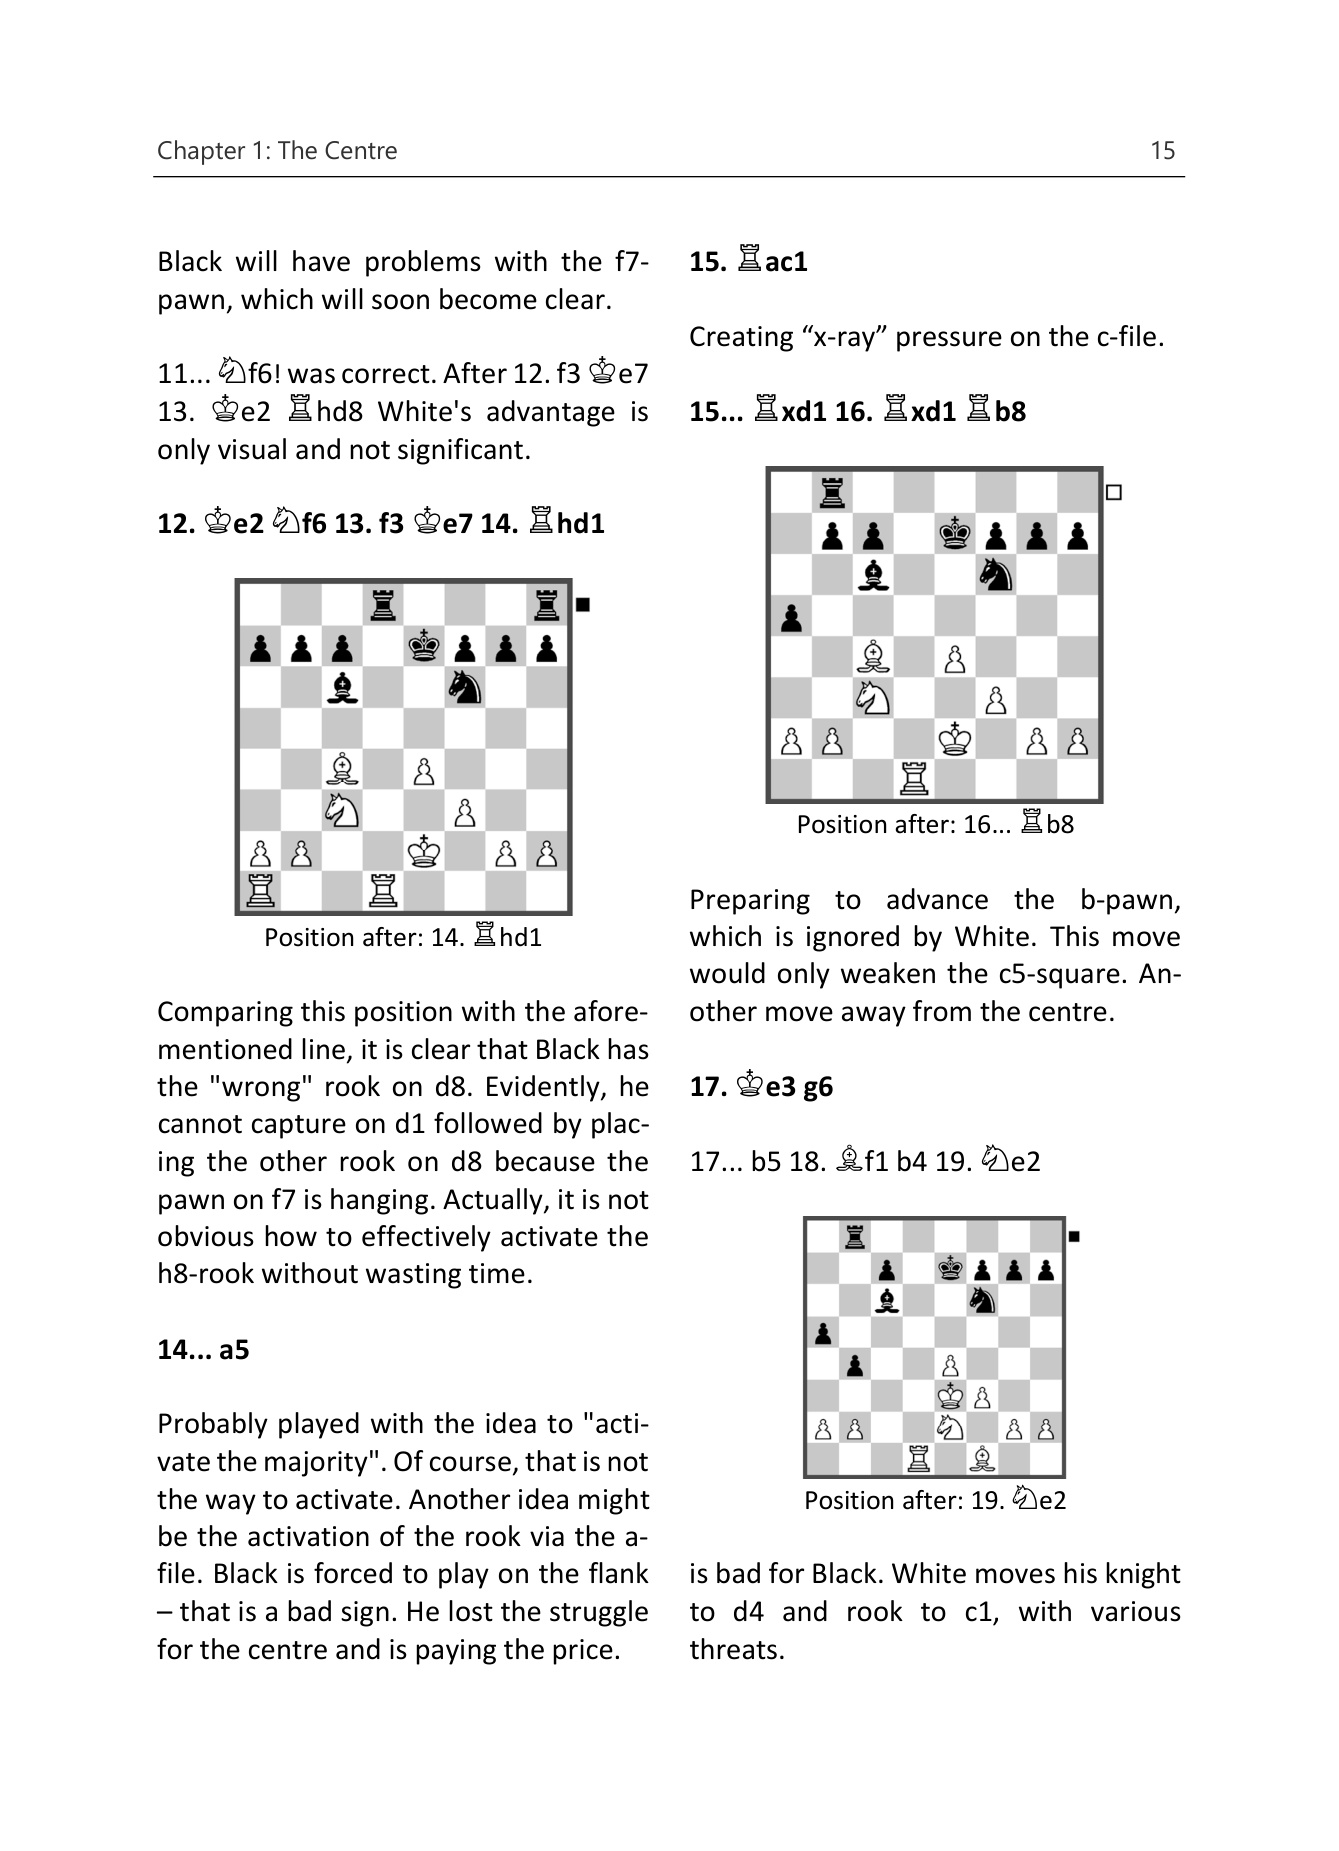 Chapter 1: The Centre 15
Black will have problems with the f7-
pawn, which will soon become clear.
11... ♘f6! was correct. After 12. f3 ♔e7
13. ♔e2 ♖hd8 White's advantage is
only visual and not significant.
12. ♔e2 ♘f6 13. f3 ♔e7 14. ♖hd1
Position after: 14. ♖hd1
Comparing this position with the afore-
mentioned line, it is clear that Black has
the "wrong" rook on d8. Evidently, he
cannot capture on d1 followed by plac-
ing the other rook on d8 because the
pawn on f7 is hanging. Actually, it is not
obvious how to effectively activate the
h8-rook without wasting time.
14... a5
Probably played with the idea to "acti-
vate the majority". Of course, that is not
the way to activate. Another idea might
be the activation of the rook via the a-
file. Black is forced to play on the flank
– that is a bad sign. He lost the struggle
for the centre and is paying the price.
15. ♖ac1
Creating “x-ray” pressure on the c-file.
15... ♖xd1 16. ♖xd1 ♖b8
Position after: 16... ♖b8
Preparing to advance the b-pawn,
which is ignored by White. This move
would only weaken the c5-square. An-
other move away from the centre.
17. ♔e3 g6
17... b5 18. ♗f1 b4 19. ♘e2
Position after: 19. ♘e2
is bad for Black. White moves his knight
to d4 and rook to c1, with various
threats.